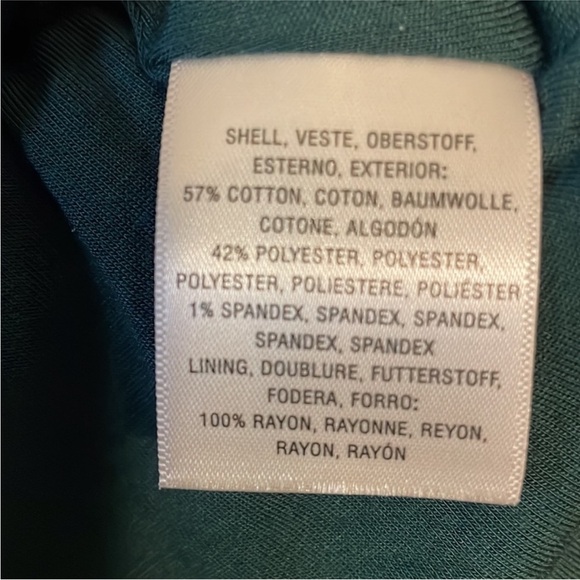 SHELL, VESTE, OBERSTOFF,
ESTERNO, EXTERIOR:
57% COTTON, COTON, BAUMWOLLE,
COTONE, ALGODÓN
42% POLYESTER, POLYESTER,
POLYESTER, POLIESTERE, POLIÉSTER
1% SPANDEX, SPANDEX, SPANDEX,
SPANDEX, SPANDEX
LINING, DOUBLURE, FUTTERSTOFF,
FODERA, FORRO:
100% RAYON, RAYONNE, REYON,
RAYON, RAYÓN